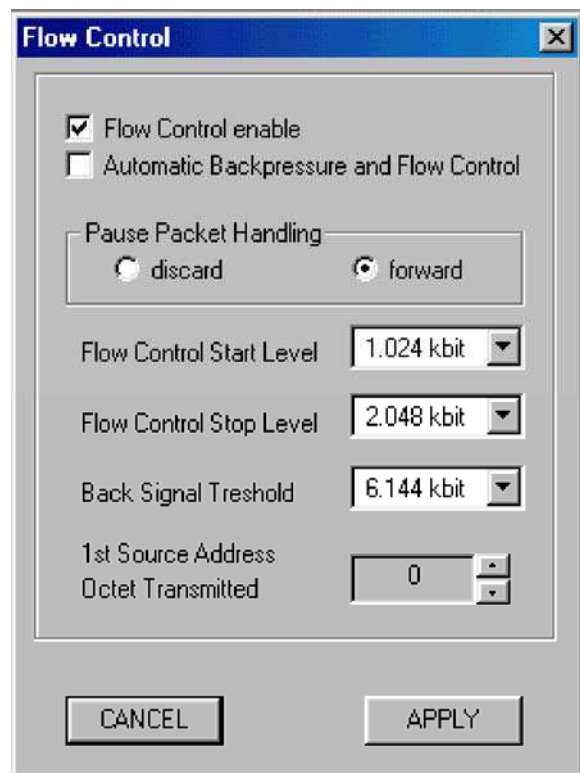 Flow Control
Flow Control enable
Automatic Backpressure and Flow Control
Pause Packet Handling
discard
forward
Flow Control Start Level
1.024 kbit
Flow Control Stop Level
2.048 kbit
Back Signal Treshold
6.144 kbit
1st Source Address
Octet Transmitted
0
CANCEL
APPLY